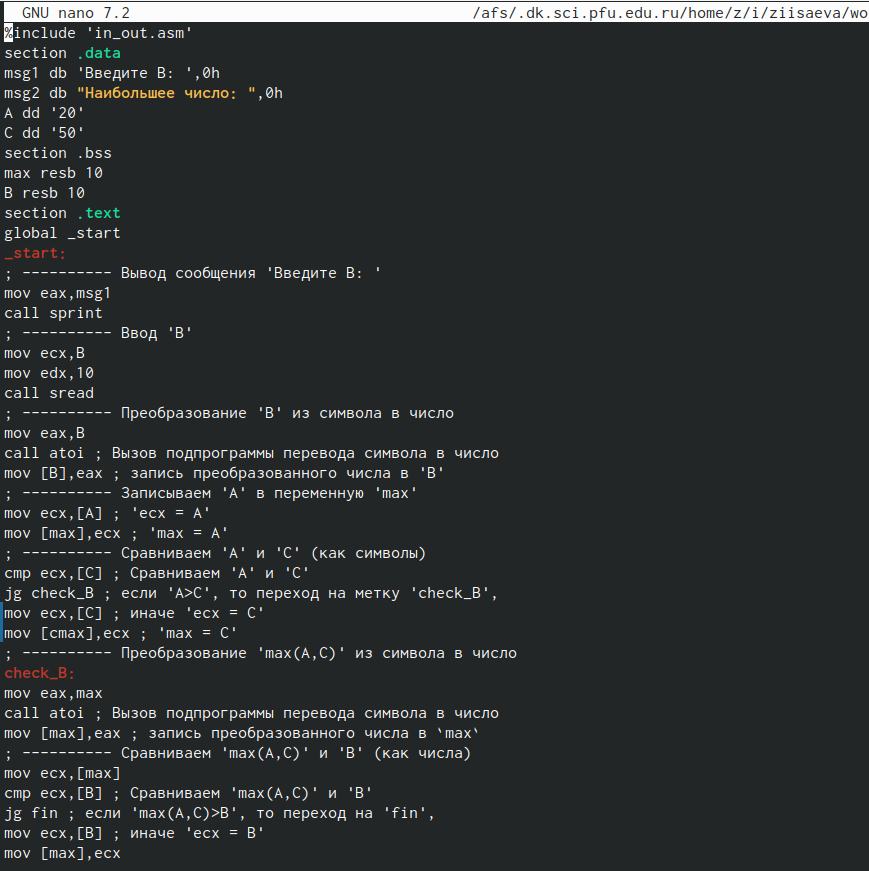 GNU nano 7.2 /afs/.dk.sci.pfu.edu.ru/home/z/i/ziisaeva/wo
%include 'in_out.asm'
section .data
msg1 db 'Введите B: ',0h
msg2 db "Наибольшее число: ",0h
A dd '20'
C dd '50'
section .bss
max resb 10
B resb 10
section .text
global _start
_start:
; ---------- Вывод сообщения 'Введите B: '
mov eax,msg1
call sprint
; ---------- Ввод 'B'
mov ecx,B
mov edx,10
call sread
; ---------- Преобразование 'B' из символа в число
mov eax,B
call atoi ; Вызов подпрограммы перевода символа в число
mov [B],eax ; запись преобразованного числа в 'B'
; ---------- Записываем 'A' в переменную 'max'
mov ecx,[A] ; 'ecx = A'
mov [max],ecx ; 'max = A'
; ---------- Сравниваем 'A' и 'С' (как символы)
cmp ecx,[C] ; Сравниваем 'A' и 'С'
jg check_B ; если 'A>C', то переход на метку 'check_B',
mov ecx,[C] ; иначе 'ecx = C'
mov [cmax],ecx ; 'max = C'
; ---------- Преобразование 'max(A,C)' из символа в число
check_B:
mov eax,max
call atoi ; Вызов подпрограммы перевода символа в число
mov [max],eax ; запись преобразованного числа в `max`
; ---------- Сравниваем 'max(A,C)' и 'B' (как числа)
mov ecx,[max]
cmp ecx,[B] ; Сравниваем 'max(A,C)' и 'B'
jg fin ; если 'max(A,C)>B', то переход на 'fin',
mov ecx,[B] ; иначе 'ecx = B'
mov [max],ecx